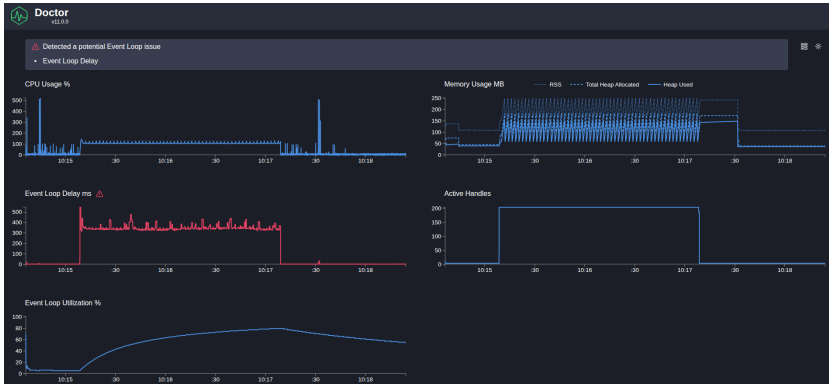 Doctor
v11.0.0
Detected a potential Event Loop issue
• Event Loop Delay
CPU Usage %
500
400
300
200
100
0
10:15 :30 10:16 :30 10:17 :30 10:18
Memory Usage MB
RSS Total Heap Allocated Heap Used
250
200
150
100
50
0
10:15 :30 10:16 :30 10:17 :30 10:18
Event Loop Delay ms
500
400
300
200
100
0
10:15 :30 10:16 :30 10:17 :30 10:18
Active Handles
200
150
100
50
0
10:15 :30 10:16 :30 10:17 :30 10:18
Event Loop Utilization %
100
80
60
40
20
0
10:15 :30 10:16 :30 10:17 :30 10:18